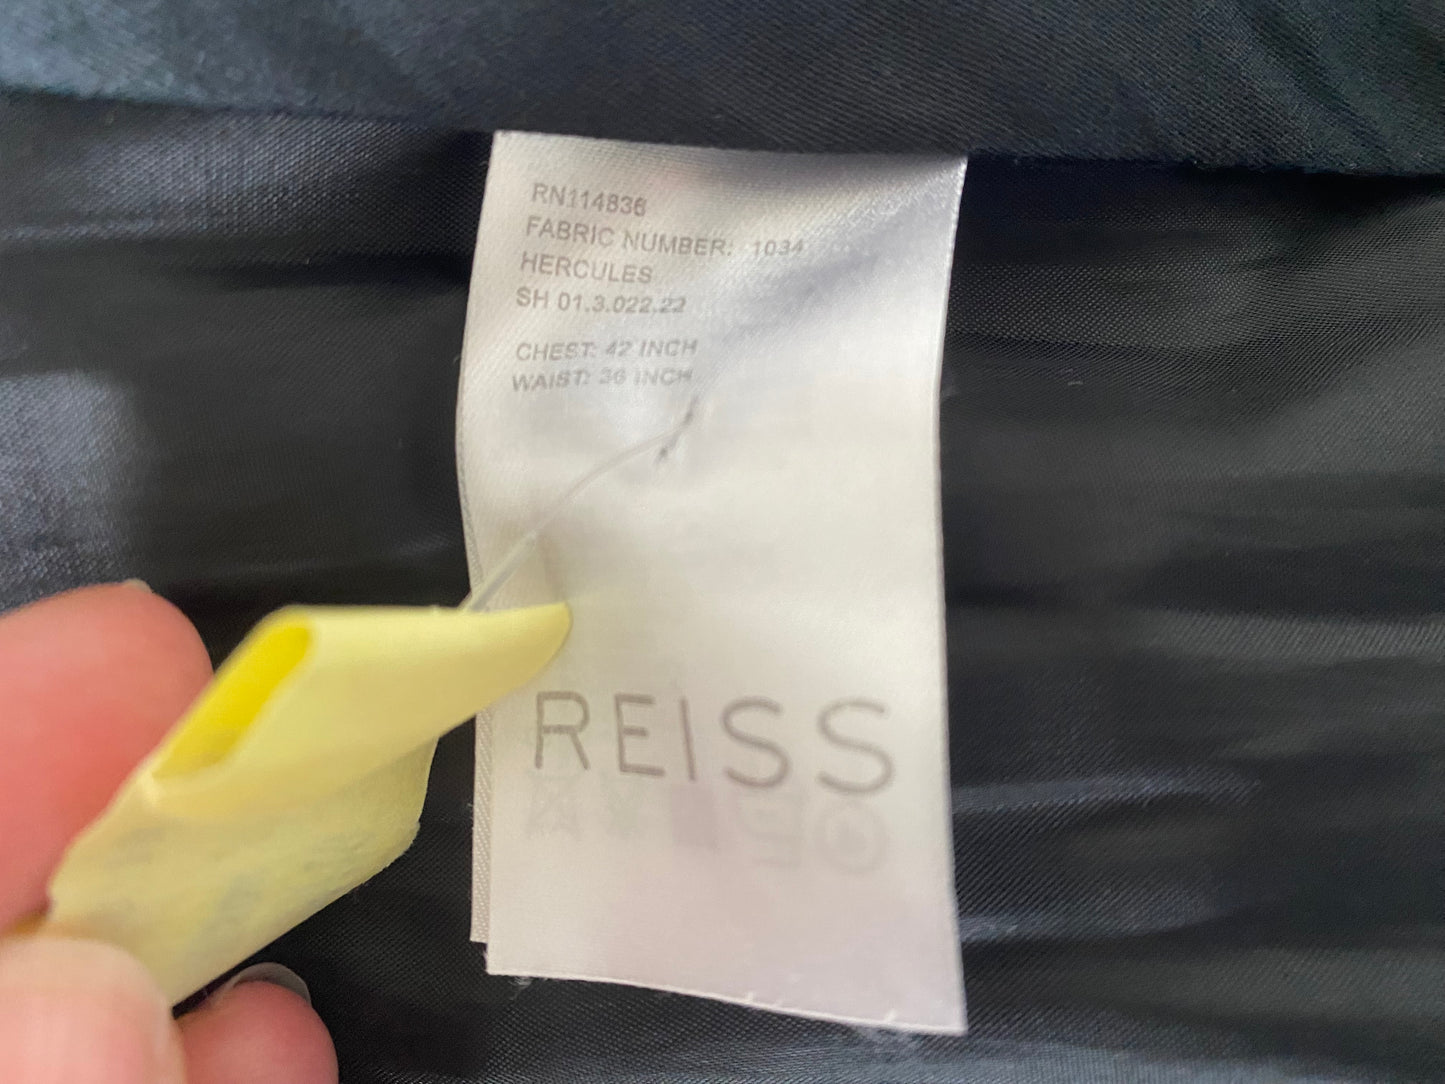 RN114836
FABRIC NUMBER: 1034
HERCULES
SH 01.3.022.22
CHEST: 42 INCH
WAIST: 36 INCH
REISS